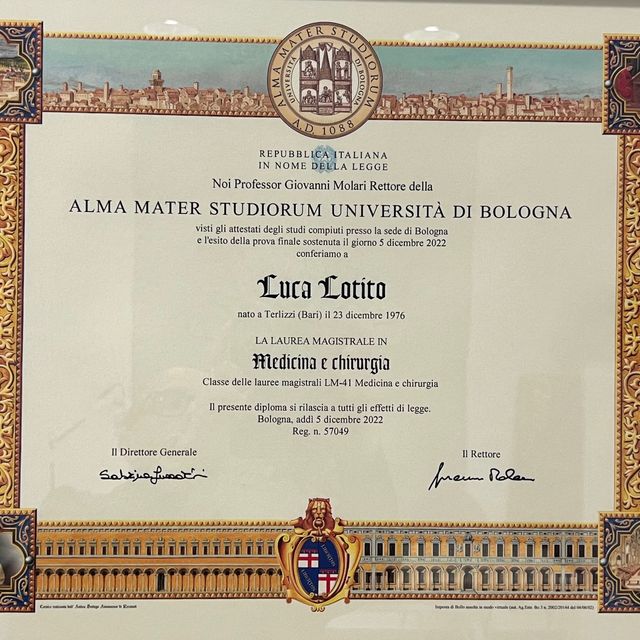 ALMA MATER STUDIORUM
UNIVERSITÀ DI BOLOGNA
A.D. 1088
REPUBBLICA ITALIANA
IN NOME DELLA LEGGE
Noi Professor Giovanni Molari Rettore della
ALMA MATER STUDIORUM UNIVERSITÀ DI BOLOGNA
visti gli attestati degli studi compiuti presso la sede di Bologna
e l'esito della prova finale sostenuta il giorno 5 dicembre 2022
conferiamo a
Luca Lotito
nato a Terlizzi (Bari) il 23 dicembre 1976
LA LAUREA MAGISTRALE IN
Medicina e chirurgia
Classe delle lauree magistrali LM-41 Medicina e chirurgia
Il presente diploma si rilascia a tutti gli effetti di legge.
Bologna, addì 5 dicembre 2022
Reg. n. 57049
Il Direttore Generale
Il Rettore